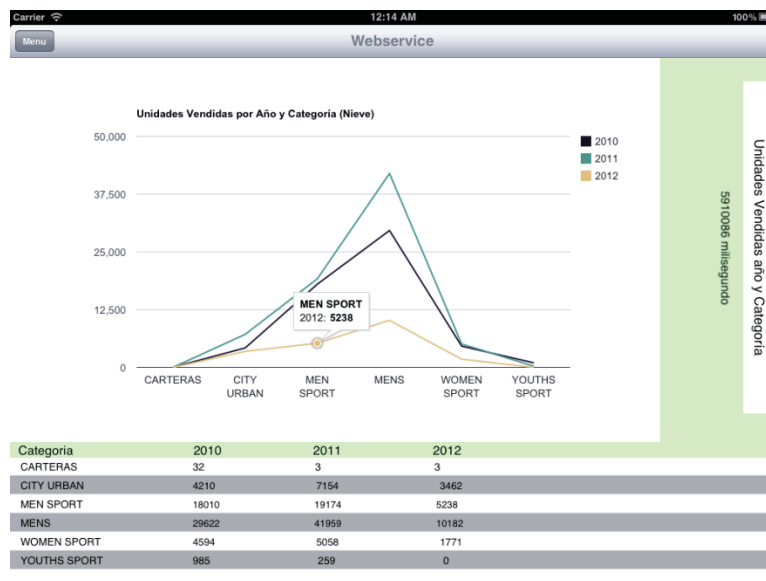 Carrier 12:14 AM 100%
Menu Webservice
Unidades Vendidas por Año y Categoría (Nieve)
50,000
37,500
25,000
12,500
0
2010
2011
2012
MEN SPORT
2012: 5238
CARTERAS CITY URBAN MEN SPORT MENS WOMEN SPORT YOUTHS SPORT
5910086 milisegundo
Unidades Vendidas año y Categoría
Categoria 2010 2011 2012
CARTERAS 32 3 3
CITY URBAN 4210 7154 3462
MEN SPORT 18010 19174 5238
MENS 29622 41959 10182
WOMEN SPORT 4594 5058 1771
YOUTHS SPORT 985 259 0